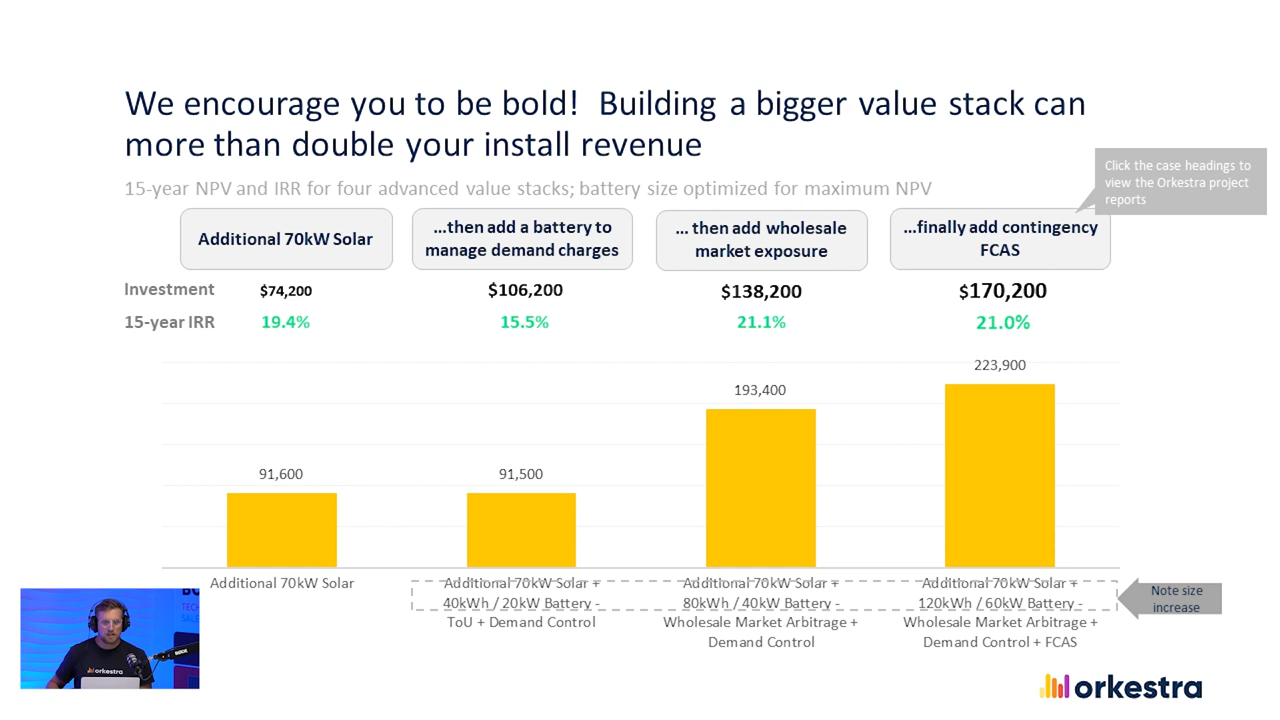 We encourage you to be bold! Building a bigger value stack can
more than double your install revenue
Click the case headings to
view the Orkestra project
reports
15-year NPV and IRR for four advanced value stacks; battery size optimized for maximum NPV
Additional 70kW Solar
...then add a battery to
manage demand charges
... then add wholesale
market exposure
...finally add contingency
FCAS
Investment $74,200 $106,200 $138,200 $170,200
15-year IRR 19.4% 15.5% 21.1% 21.0%
91,600
91,500
193,400
223,900
Additional 70kW Solar
Additional 70kW Solar +
40kWh / 20kW Battery -
ToU + Demand Control
Additional 70kW Solar +
80kWh / 40kW Battery -
Wholesale Market Arbitrage +
Demand Control
Additional 70kW Solar +
120kWh / 60kW Battery -
Wholesale Market Arbitrage +
Demand Control + FCAS
Note size
increase
orkestra
orkestra